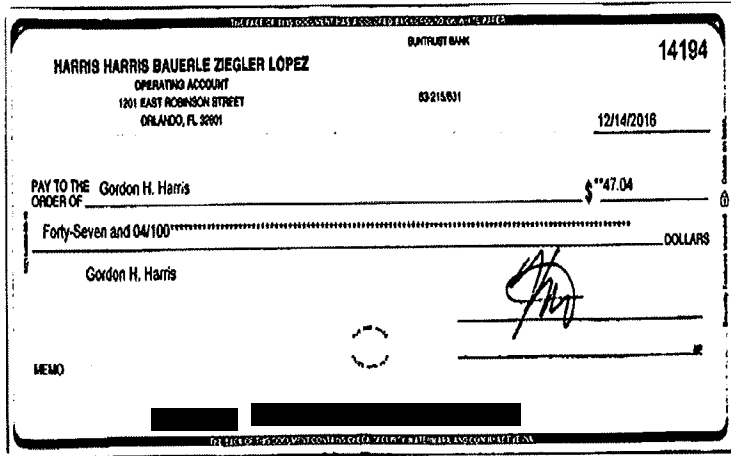 SUNTRUST BANK
14194
HARRIS HARRIS BAUERLE ZIEGLER LOPEZ
OPERATING ACCOUNT
1201 EAST ROBINSON STREET
ORLANDO, FL 32801
63-215/631
12/14/2016
PAY TO THE
ORDER OF Gordon H. Harris $ **47.04
Forty-Seven and 04/100**************************************************
DOLLARS
Gordon H. Harris
MEMO